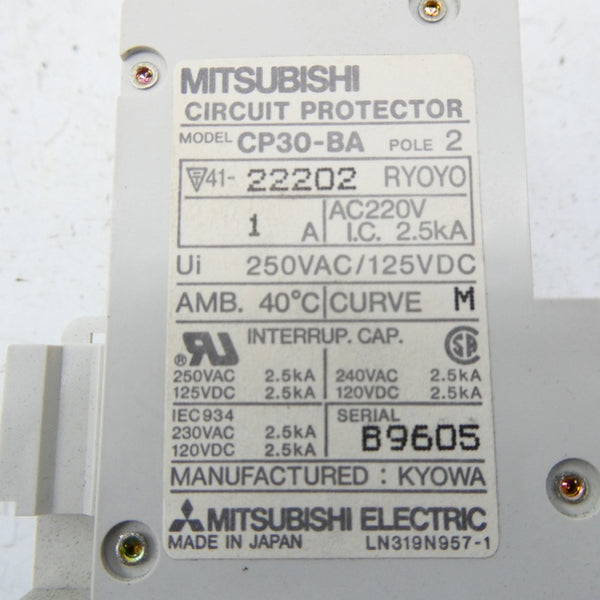 MITSUBISHI
CIRCUIT PROTECTOR
MODEL CP30-BA POLE 2
41-22202 RYOYO
1 A AC220V I.C. 2.5kA
Ui 250VAC/125VDC
AMB. 40°C CURVE M
INTERRUP. CAP.
250VAC 2.5kA 240VAC 2.5kA
125VDC 2.5kA 120VDC 2.5kA
IEC934 SERIAL
230VAC 2.5kA B9605
120VDC 2.5kA
MANUFACTURED : KYOWA
MITSUBISHI ELECTRIC
MADE IN JAPAN LN319N957-1